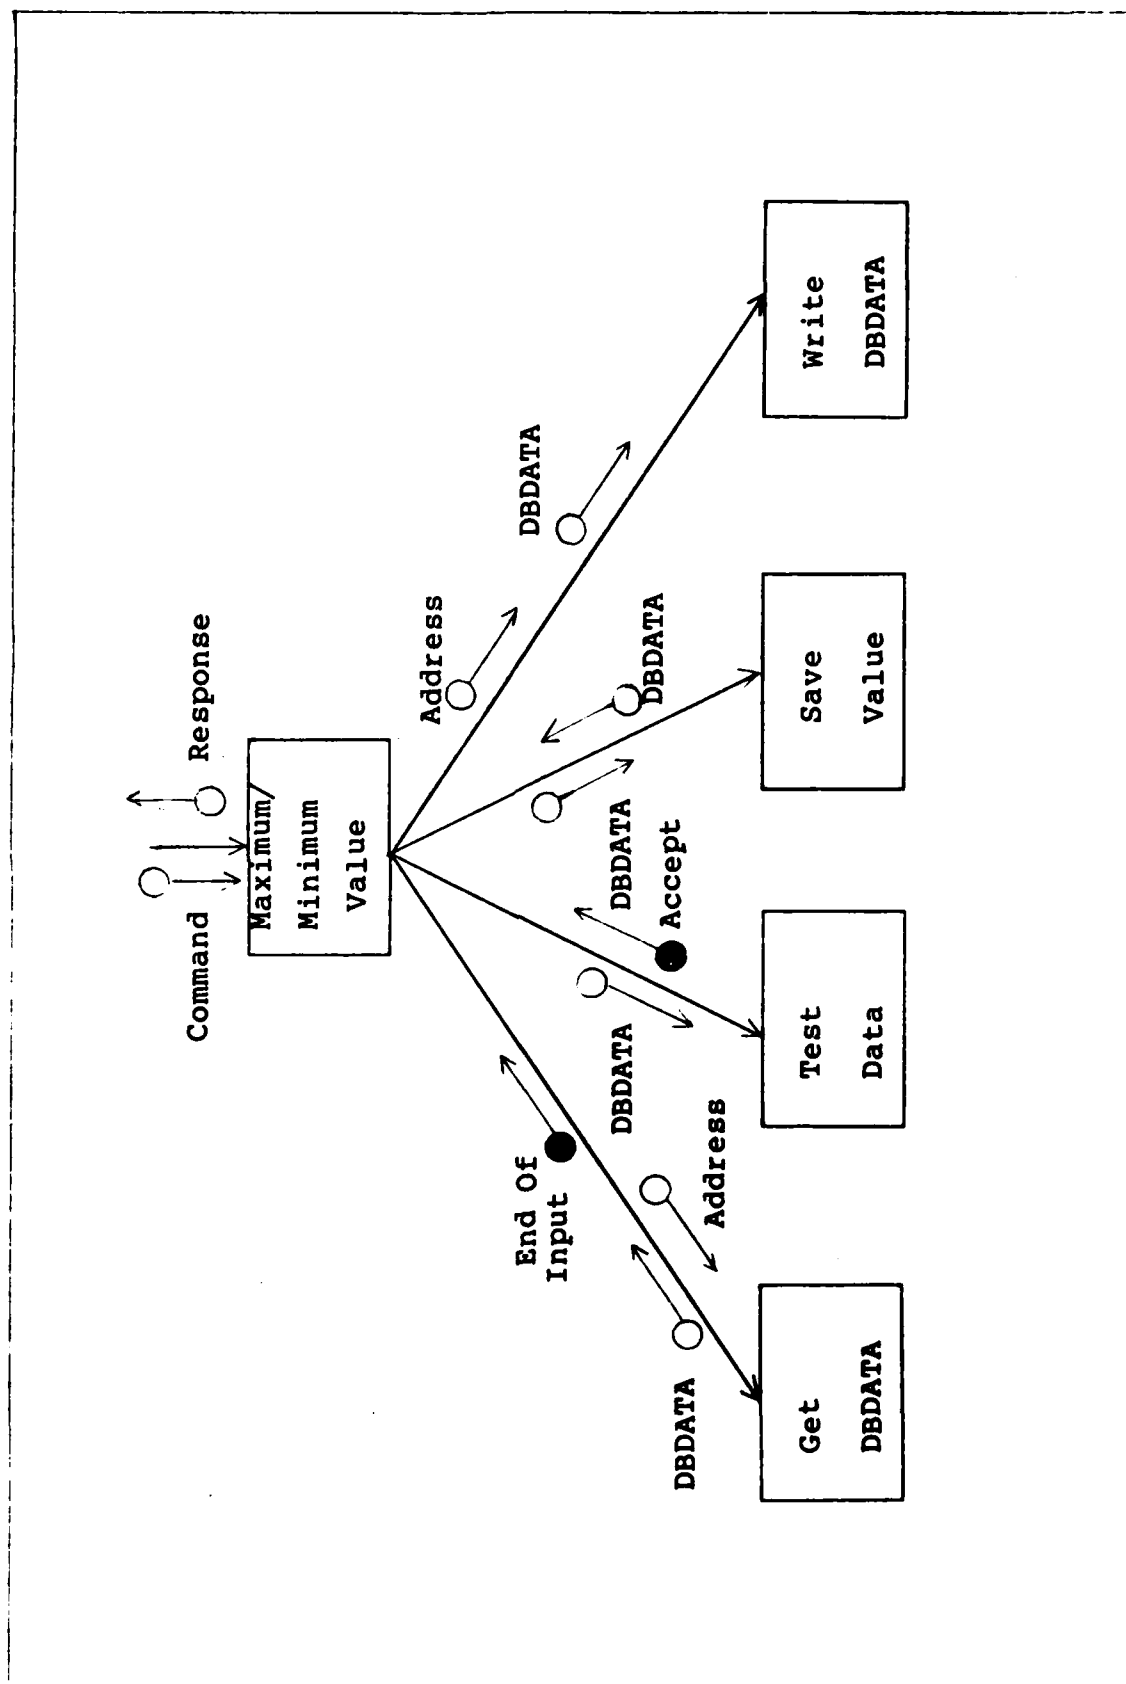 Command
Response
Maximum/
Minimum
Value
Address
DBDATA
End Of
Input
DBDATA
DBDATA
DBDATA
Accept
DBDATA
Address
Get
DBDATA
Test
Data
Save
Value
Write
DBDATA